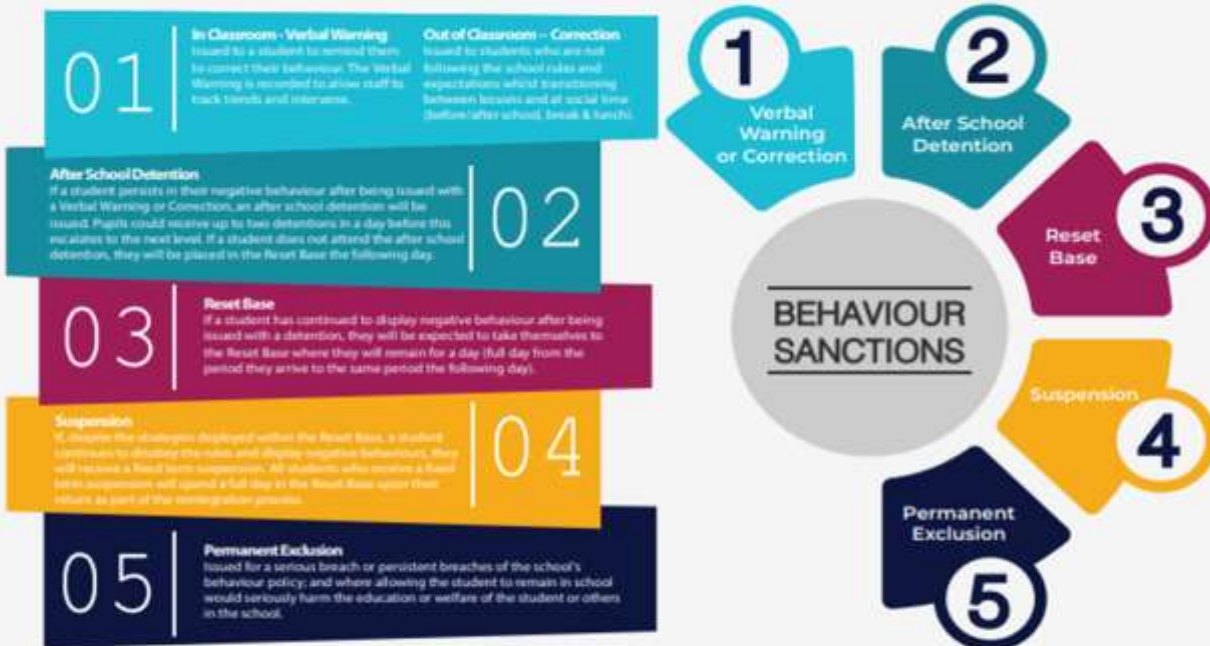 01
In Classroom - Verbal Warning
Issued to a student to remind them
to correct their behaviour. The Verbal
Warning is recorded to allow staff to
track trends and intervene.
Out of Classroom – Correction
Issued to students who are not
following the school rules and
expectations whilst transitioning
between lessons and at social time
(before/after school, break & lunch).
After School Detention
If a student persists in their negative behaviour after being issued with
a Verbal Warning or Correction, an after school detention will be
issued. Pupils could receive up to two detentions in a day before this
escalates to the next level. If a student does not attend the after school
detention, they will be placed in the Reset Base the following day.
02
03
Reset Base
If a student has continued to display negative behaviour after being
issued with a detention, they will be expected to take themselves to
the Reset Base where they will remain for a day (full day from the
period they arrive to the same period the following day).
Suspension
If, despite the strategies deployed within the Reset Base, a student
continues to disobey the rules and display negative behaviours, they
will receive a fixed term suspension. All students who receive a fixed
term suspension will spend a full day in the Reset Base upon their
return as part of the reintegration process.
04
05
Permanent Exclusion
Issued for a serious breach or persistent breaches of the school's
behaviour policy; and where allowing the student to remain in school
would seriously harm the education or welfare of the student or others
in the school.
1
Verbal
Warning
or Correction
2
After School
Detention
3
Reset
Base
BEHAVIOUR
SANCTIONS
Suspension
4
Permanent
Exclusion
5